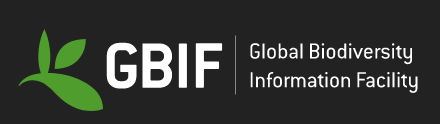 GBIF
Global Biodiversity
Information Facility